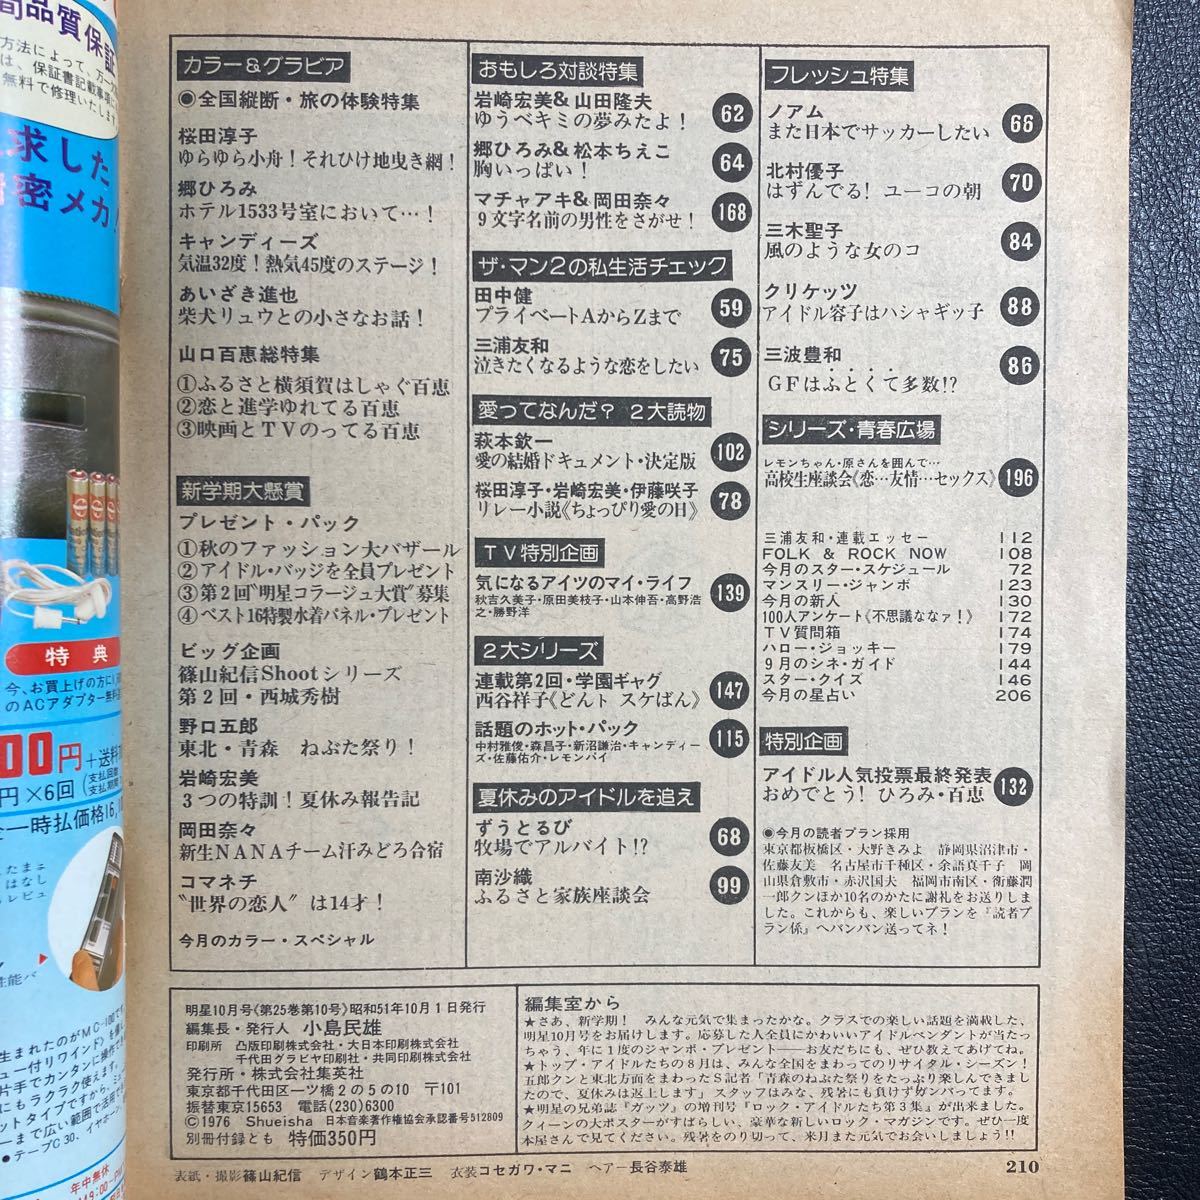 旬品質保証
方法によって、万一
は、保証書記載事項に
無料で修理いたします
求した
密メカ!
特典
今、お買上げの方に
のACアダプター無料
00円+送料
円×6回
一時払価格16,
年中無休
カラー&グラビア
◉全国縦断・旅の体験特集
桜田淳子
ゆらゆら小舟!それひけ地曳き網!
郷ひろみ
ホテル1533号室において…!
キャンディーズ
気温32度!熱気45度のステージ!
あいざき進也
柴犬リュウとの小さなお話!
山口百恵総特集
①ふるさと横須賀はしゃぐ百恵
②恋と進学ゆれてる百恵
③映画とTVのってる百恵
新学期大懸賞
プレゼント・パック
①秋のファッション大バザール
②アイドル・バッジを全員プレゼント
③第2回〝明星コラージュ大賞〟募集
④ベスト16特製水着パネル・プレゼント
ビッグ企画
篠山紀信Shootシリーズ
第2回・西城秀樹
野口五郎
東北・青森 ねぶた祭り!
岩崎宏美
3つの特訓!夏休み報告記
岡田奈々
新生NANAチーム汗みどろ合宿
コマネチ
〝世界の恋人〟は14才!
今月のカラー・スペシャル
おもしろ対談特集
岩崎宏美&山田隆夫
ゆうべキミの夢みたよ! 62
郷ひろみ&松本ちえこ
胸いっぱい! 64
マチャアキ&岡田奈々
9文字名前の男性をさがせ! 168
ザ・マン2の私生活チェック
田中健
プライベートAからZまで 59
三浦友和
泣きたくなるような恋をしたい 75
愛ってなんだ? 2大読物
萩本欽一
愛の結婚ドキュメント・決定版 102
桜田淳子・岩崎宏美・伊藤咲子
リレー小説《ちょっぴり愛の日》 78
TV特別企画
気になるアイツのマイ・ライフ 139
秋吉久美子・原田美枝子・山本伸吾・高野浩
之・勝野洋
2大シリーズ
連載第2回・学園ギャグ
西谷祥子《どんト スケばん》 147
話題のホット・パック 115
中村雅俊・森昌子・新沼謙治・キャンディー
ズ・佐藤佑介・レモンパイ
夏休みのアイドルを追え
ずうとるび
牧場でアルバイト!? 68
南沙織
ふるさと家族座談会 99
フレッシュ特集
ノアム
また日本でサッカーしたい 66
北村優子
はずんでる! ユーコの朝 70
三木聖子
風のような女のコ 84
クリケッツ
アイドル容子はハシャギッ子 88
三波豊和
GFはふとくて多数!? 86
シリーズ・青春広場
レモンちゃん・原さんを囲んで…
高校生座談会《恋…友情…セックス》 196
三浦友和・連載エッセー 112
FOLK & ROCK NOW 108
今月のスター・スケジュール 72
マンスリー・ジャンボ 123
今月の新人 130
100人アンケート《不思議ななァ!》 172
TV質問箱 174
ハロー・ジョッキー 179
9月のシネ・ガイド 144
スター・クイズ 146
今月の星占い 206
特別企画
アイドル人気投票最終発表
おめでとう! ひろみ・百恵 132
●今月の読者プラン採用
東京都板橋区・大野きみよ 静岡県沼津市・
佐藤友美 名古屋市千種区・余語真千子 岡
山県倉敷市・赤沢国夫 福岡市南区・衛藤潤
一郎クンほか10名のかたに謝礼をお送りしま
した。これからも、楽しいプランを『読者プ
ラン係』へバンバン送ってネ!
明星10月号《第25巻第10号》昭和51年10月1日発行
編集長・発行人 小島民雄
印刷所 凸版印刷株式会社・大日本印刷株式会社
千代田グラビヤ印刷社・共同印刷株式会社
発行所・株式会社集英社
東京都千代田区一ツ橋2の5の10 〒101
振替東京15653 電話(230)6300
©1976 Shueisha 日本音楽著作権協会承認番号512809
別冊付録とも 特価350円
編集室から
★さあ、新学期! みんな元気で集まったかな。クラスでの楽しい話題を満載した、
明星10月号をお届けします。応募した人全員にかわいいアイドルペンダントが当たっ
ちゃう、年に1度のジャンボ・プレゼント――お友だちにも、ぜひ教えてあげてね。
★トップ・アイドルたちの8月は、みんな全国をまわってのリサイタル・シーズン!
五郎クンと東北方面をまわったS記者「青森のねぶた祭りをたっぷり楽しんできました
ので、夏休みは返上します」スタッフはみな、残暑にも負けずガンバってます。
★明星の兄弟誌『ガッツ』の増刊号『ロック・アイドルたち第3集』が出来ました。
クィーンの大ポスターがすばらしい、豪華な新しいロック・マガジンです。ぜひ一度
本屋さんで見てください。残暑をのり切って、来月また元気でお会いしましょう!!
表紙・撮影篠山紀信 デザイン鶴本正三 衣装コセガワ・マニ ヘアー長谷泰雄 210